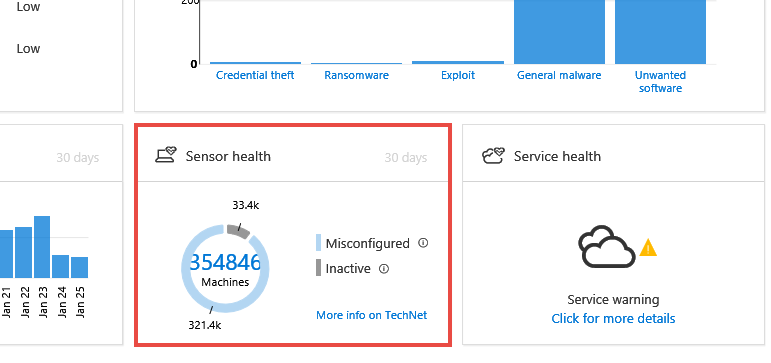 Low
Low
200
0
Credential theft
Ransomware
Exploit
General malware
Unwanted
software
30 days
Jan 21
Jan 22
Jan 23
Jan 24
Jan 25
Sensor health
30 days
33.4k
354846
Machines
321.4k
Misconfigured
Inactive
More info on TechNet
Service health
Service warning
Click for more details